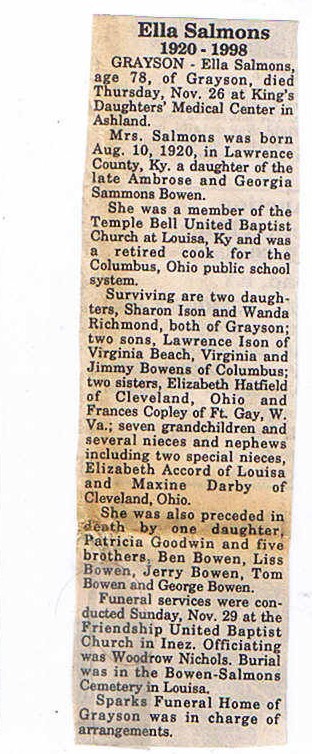 Ella Salmons
1920 - 1998
GRAYSON - Ella Salmons,
age 78, of Grayson, died
Thursday, Nov. 26 at King's
Daughters' Medical Center in
Ashland.
Mrs. Salmons was born
Aug. 10, 1920, in Lawrence
County, Ky. a daughter of the
late Ambrose and Georgia
Sammons Bowen.
She was a member of the
Temple Bell United Baptist
Church at Louisa, Ky and was
a retired cook for the
Columbus, Ohio public school
system.
Surviving are two daugh-
ters, Sharon Ison and Wanda
Richmond, both of Grayson;
two sons, Lawrence Ison of
Virginia Beach, Virginia and
Jimmy Bowens of Columbus;
two sisters, Elizabeth Hatfield
of Cleveland, Ohio and
Frances Copley of Ft. Gay, W.
Va.; seven grandchildren and
several nieces and nephews
including two special nieces,
Elizabeth Accord of Louisa
and Maxine Darby of
Cleveland, Ohio.
She was also preceded in
death by one daughter,
Patricia Goodwin and five
brothers, Ben Bowen, Liss
Bowen, Jerry Bowen, Tom
Bowen and George Bowen.
Funeral services were con-
ducted Sunday, Nov. 29 at the
Friendship United Baptist
Church in Inez. Officiating
was Woodrow Nichols. Burial
was in the Bowen-Salmons
Cemetery in Louisa.
Sparks Funeral Home of
Grayson was in charge of
arrangements.